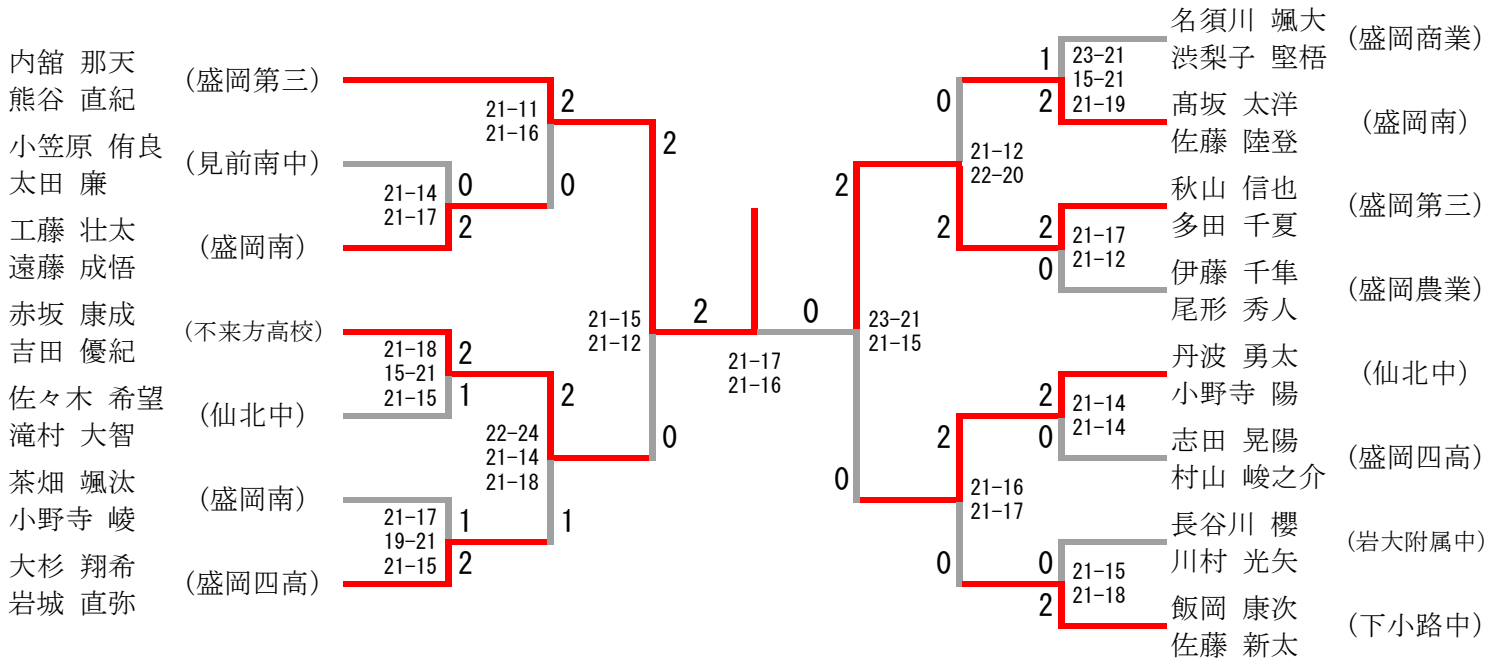 内舘 那天
熊谷 直紀
(盛岡第三)
小笠原 侑良
太田 廉
(見前南中)
工藤 壮太
遠藤 成悟
(盛岡南)
赤坂 康成
吉田 優紀
(不来方高校)
佐々木 希望
滝村 大智
(仙北中)
茶畑 颯汰
小野寺 崚
(盛岡南)
大杉 翔希
岩城 直弥
(盛岡四高)
21-11
21-16
2
0
21-14
21-17
0
2
21-18
15-21
21-15
2
1
21-17
19-21
21-15
1
2
22-24
21-14
21-18
2
1
21-15
21-12
2
0
2
0
21-17
21-16
23-21
21-15
2
0
21-12
22-20
0
2
21-16
21-17
2
0
23-21
15-21
21-19
1
2
21-17
21-12
2
0
21-14
21-14
2
0
21-15
21-18
0
2
名須川 颯大
渋梨子 堅梧
(盛岡商業)
髙坂 太洋
佐藤 陸登
(盛岡南)
秋山 信也
多田 千夏
(盛岡第三)
伊藤 千隼
尾形 秀人
(盛岡農業)
丹波 勇太
小野寺 陽
(仙北中)
志田 晃陽
村山 峻之介
(盛岡四高)
長谷川 櫻
川村 光矢
(岩大附属中)
飯岡 康次
佐藤 新太
(下小路中)